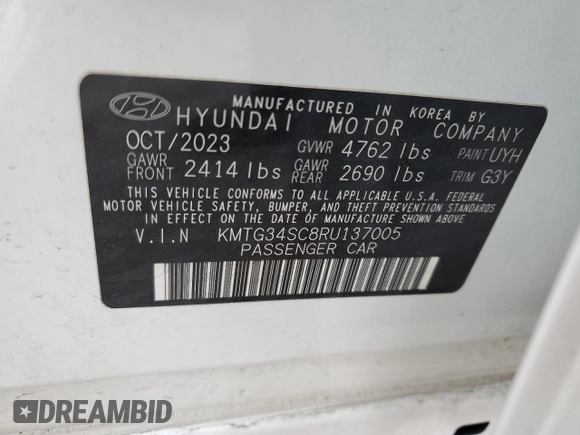 MANUFACTURED IN KOREA BY
HYUNDAI MOTOR COMPANY
OCT/2023 GVWR 4762 lbs PAINT UYH
GAWR FRONT 2414 lbs GAWR REAR 2690 lbs TRIM G3Y
THIS VEHICLE CONFORMS TO ALL APPLICABLE U.S.A. FEDERAL
MOTOR VEHICLE SAFETY, BUMPER, AND THEFT PREVENTION
STANDARDS IN EFFECT ON THE DATE OF MANUFACTURE SHOWN ABOVE.
V.I.N KMTG34SC8RU137005
PASSENGER CAR
DREAMBID